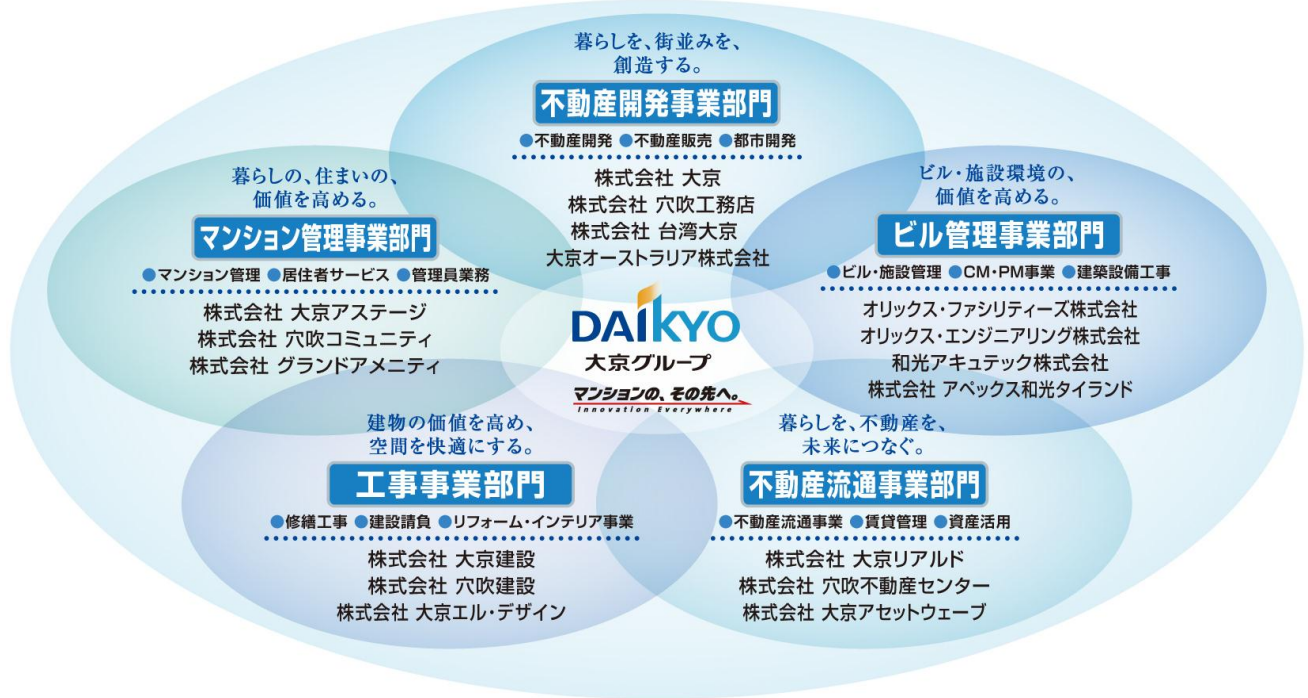 暮らしを、街並みを、
創造する。
不動産開発事業部門
●不動産開発 ●不動産販売 ●都市開発
株式会社 大京
株式会社 穴吹工務店
株式会社 台湾大京
大京オーストラリア株式会社
暮らしの、住まいの、
価値を高める。
マンション管理事業部門
●マンション管理 ●居住者サービス ●管理員業務
株式会社 大京アステージ
株式会社 穴吹コミュニティ
株式会社 グランドアメニティ
ビル・施設環境の、
価値を高める。
ビル管理事業部門
●ビル・施設管理 ●CM・PM事業 ●建築設備工事
オリックス・ファシリティーズ株式会社
オリックス・エンジニアリング株式会社
和光アキュテック株式会社
株式会社 アペックス和光タイランド
DAIKYO
大京グループ
マンションの、その先へ。
Innovation Everywhere
建物の価値を高め、
空間を快適にする。
工事事業部門
●修繕工事 ●建設請負 ●リフォーム・インテリア事業
株式会社 大京建設
株式会社 穴吹建設
株式会社 大京エル・デザイン
暮らしを、不動産を、
未来につなぐ。
不動産流通事業部門
●不動産流通事業 ●賃貸管理 ●資産活用
株式会社 大京リアルド
株式会社 穴吹不動産センター
株式会社 大京アセットウェーブ